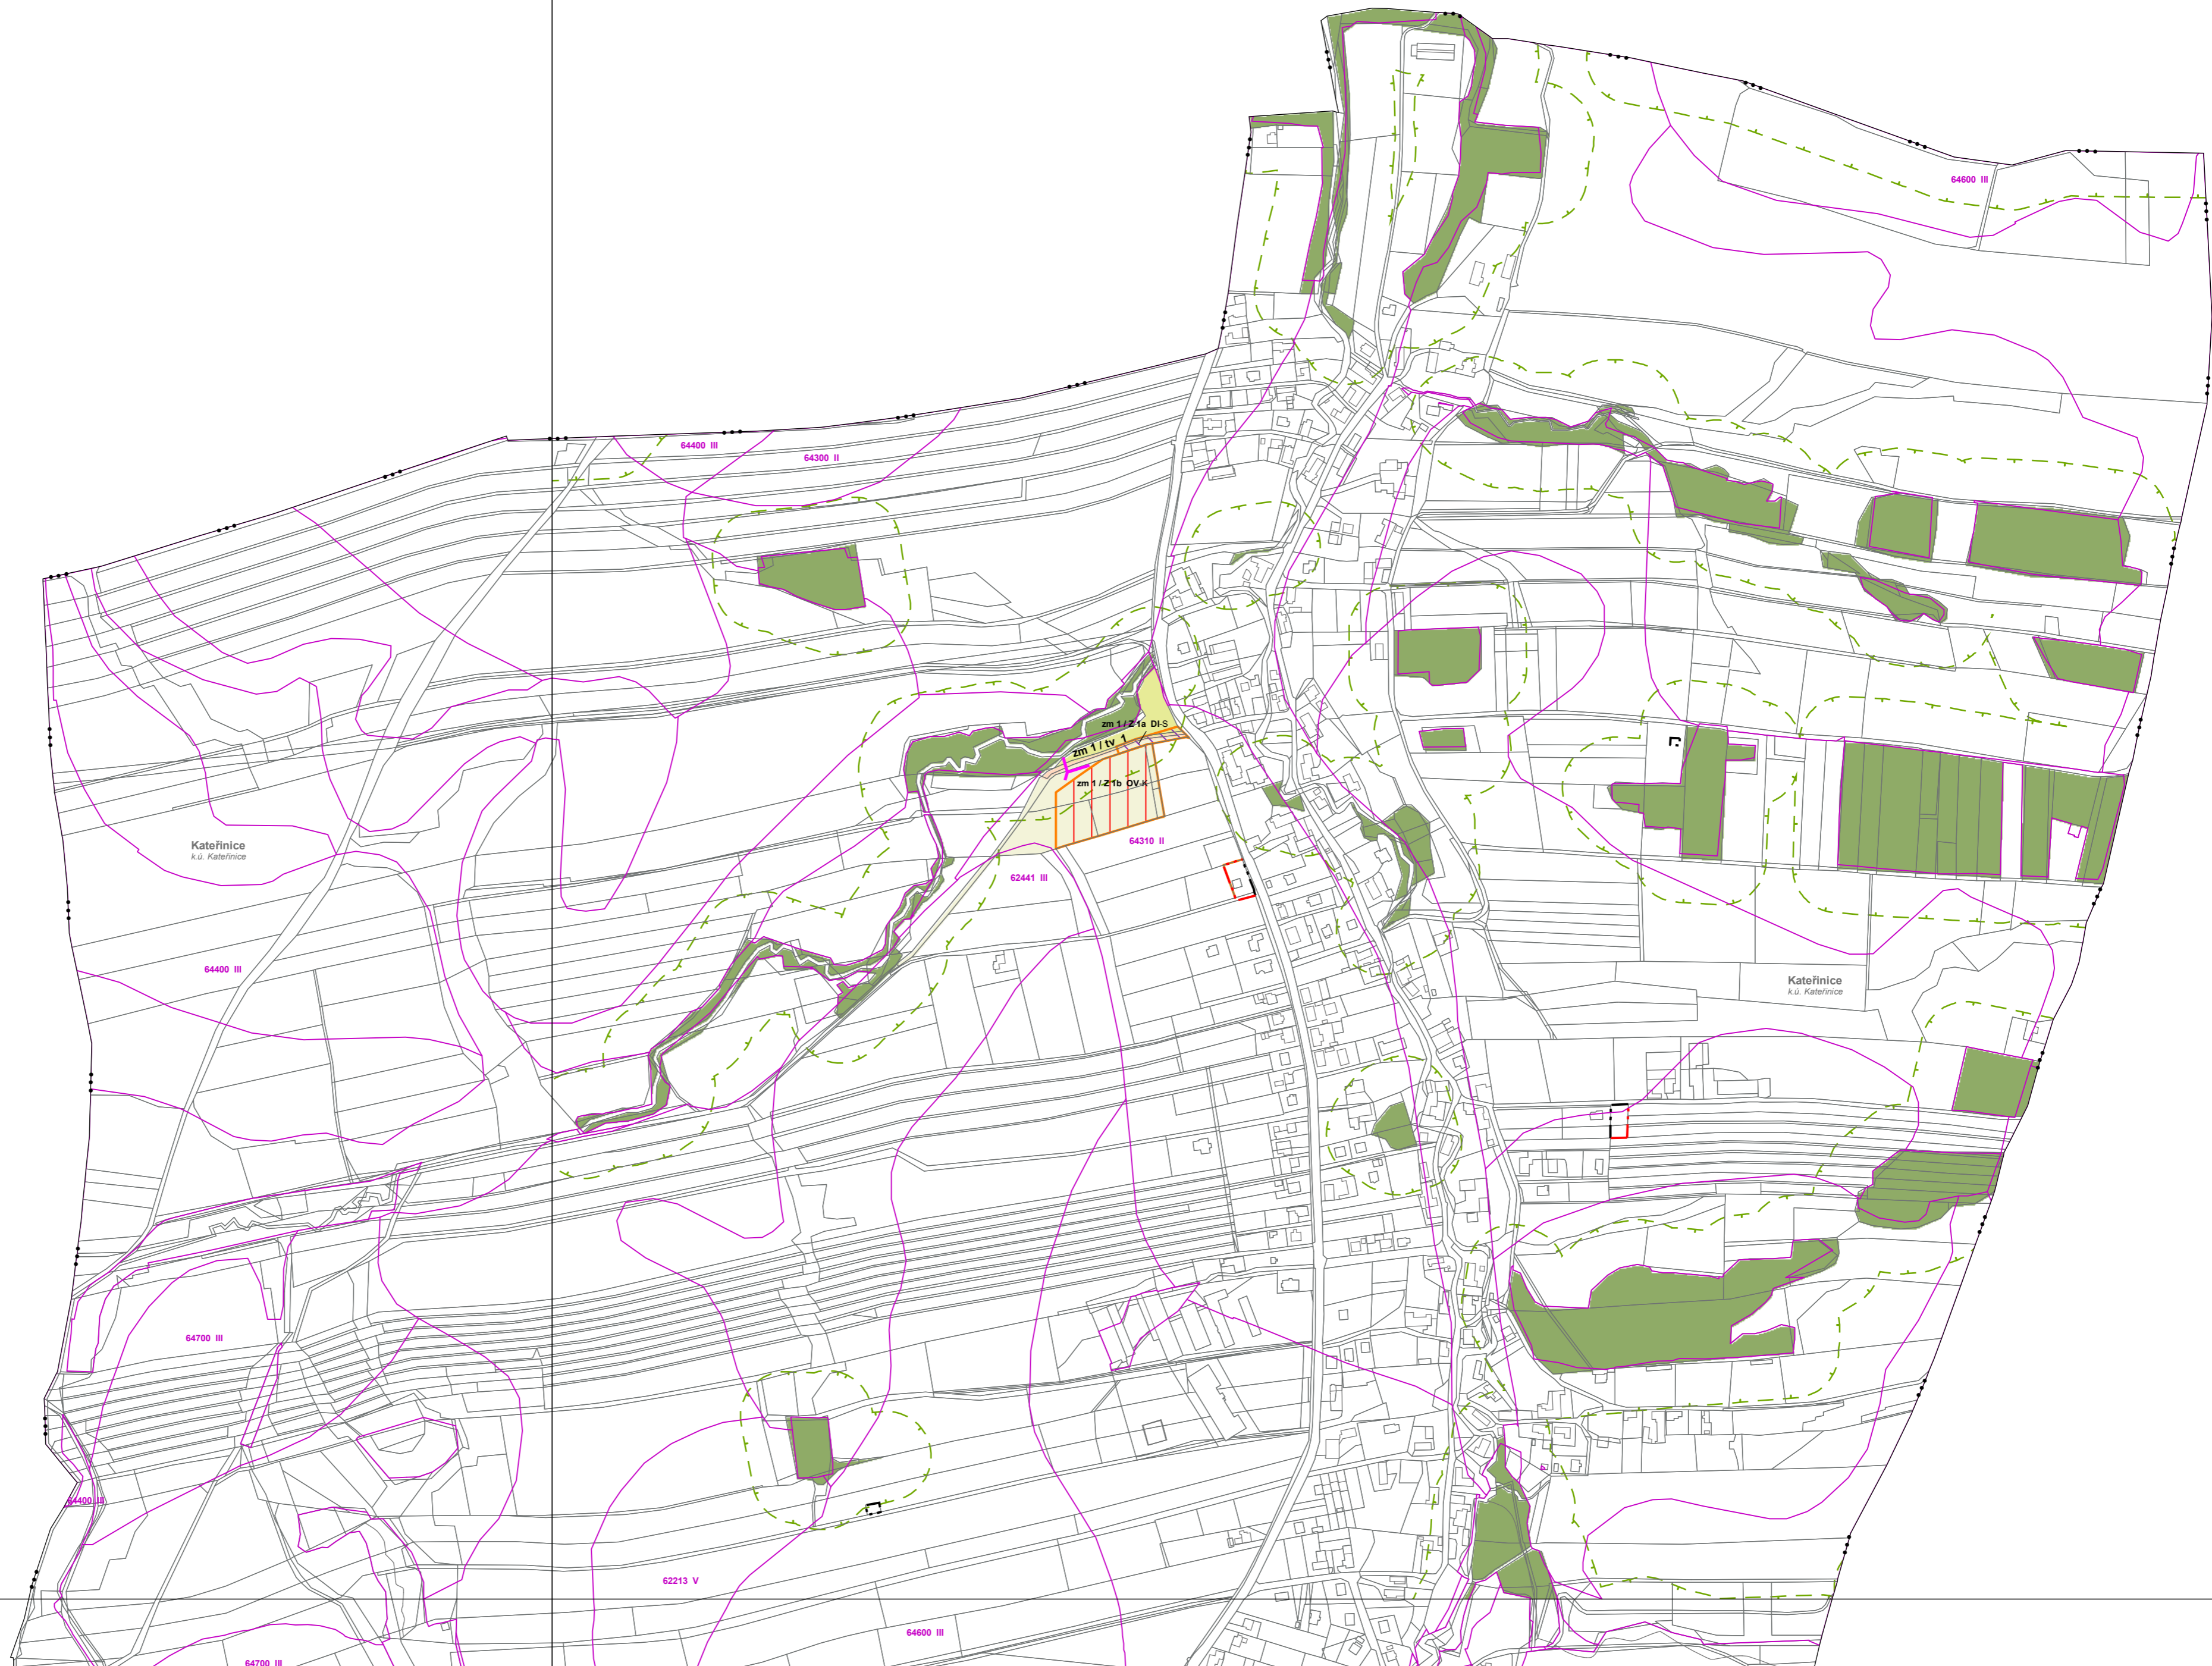 64600 III
64400 III
64300 II
zm 1 / Z 1a DI-S
zm 1 / tv 1
zm 1 / Z 1b OV-K
64310 II
Kateřinice
k.ú. Kateřinice
62441 III
64400 III
Kateřinice
k.ú. Kateřinice
64700 III
64400 III
62213 V
64600 III
64700 III